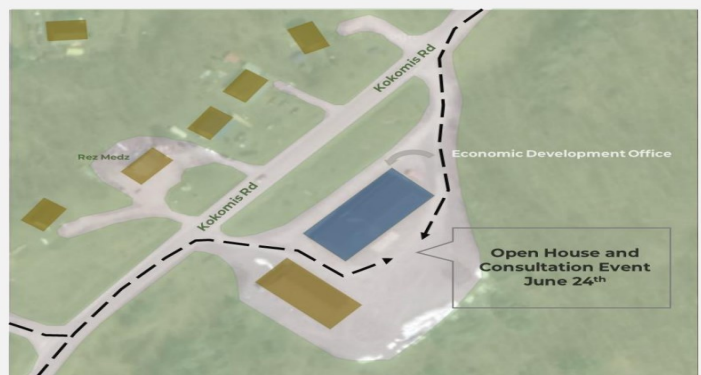 Kokomis Rd
Rez Medz
Economic Development Office
Kokomis Rd
Open House and
Consultation Event
June 24th